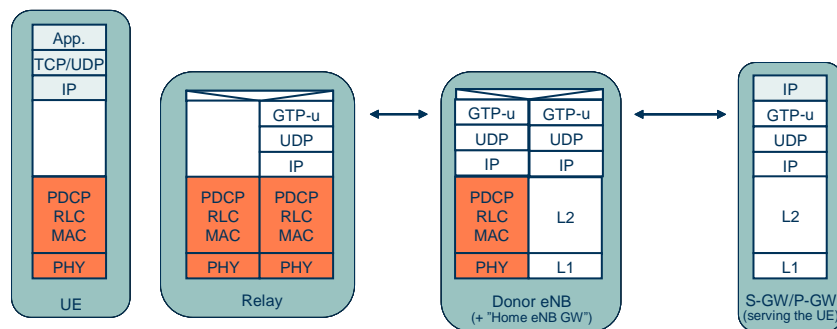 App.
TCP/UDP
IP
PDCP
RLC
MAC
PHY
UE
GTP-u
UDP
IP
PDCP PDCP
RLC RLC
MAC MAC
PHY PHY
Relay
GTP-u GTP-u
UDP UDP
IP IP
PDCP
RLC L2
MAC
PHY L1
Donor eNB
(+ "Home eNB GW")
IP
GTP-u
UDP
IP
L2
L1
S-GW/P-GW
(serving the UE)